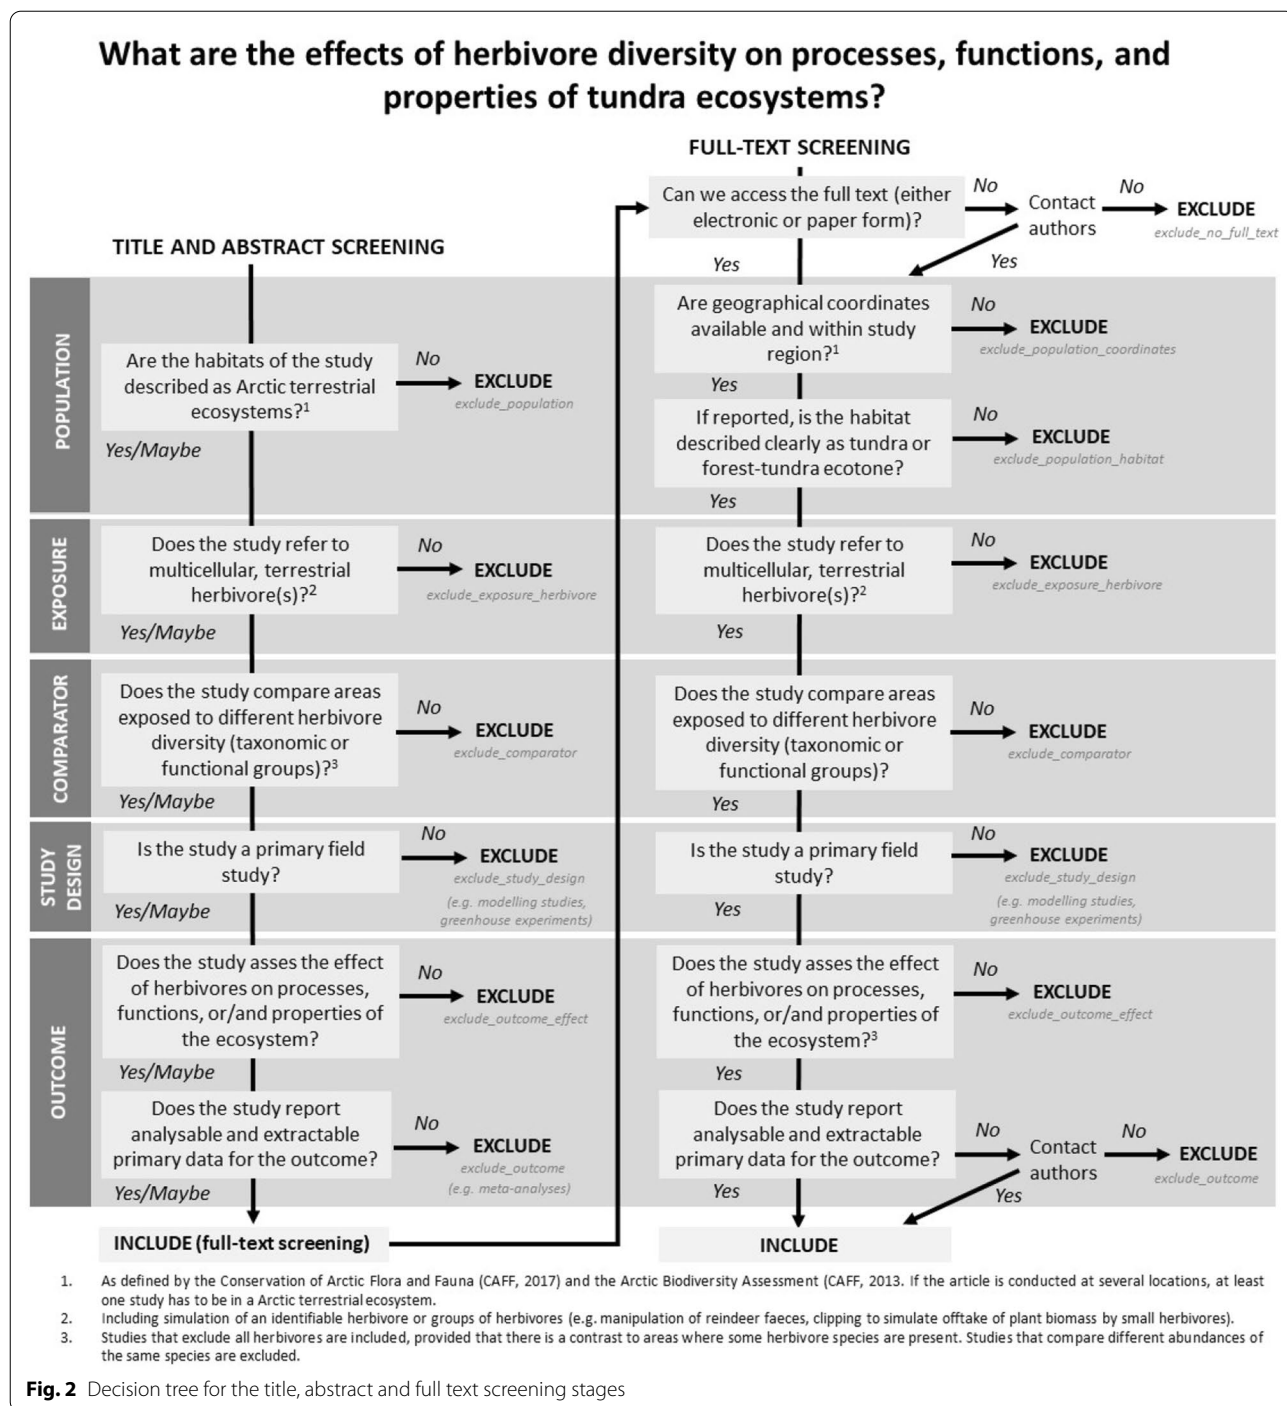 What are the effects of herbivore diversity on processes, functions, and
properties of tundra ecosystems?
TITLE AND ABSTRACT SCREENING
POPULATION
Are the habitats of the study
described as Arctic terrestrial
ecosystems?1
No
EXCLUDE
exclude_population
Yes/Maybe
EXPOSURE
Does the study refer to
multicellular, terrestrial
herbivore(s)?2
No
EXCLUDE
exclude_exposure_herbivore
Yes/Maybe
COMPARATOR
Does the study compare areas
exposed to different herbivore
diversity (taxonomic or
functional groups)?3
No
EXCLUDE
exclude_comparator
Yes/Maybe
STUDY
DESIGN
Is the study a primary field
study?
No
EXCLUDE
exclude_study_design
(e.g. modelling studies,
greenhouse experiments)
Yes/Maybe
OUTCOME
Does the study asses the effect
of herbivores on processes,
functions, or/and properties of
the ecosystem?
No
EXCLUDE
exclude_outcome_effect
Yes/Maybe
Does the study report
analysable and extractable
primary data for the outcome?
No
EXCLUDE
exclude_outcome
(e.g. meta-analyses)
Yes/Maybe
INCLUDE (full-text screening)
FULL-TEXT SCREENING
Can we access the full text (either
electronic or paper form)?
No
Contact
authors
No
EXCLUDE
exclude_no_full_text
Yes
Yes
Are geographical coordinates
available and within study
region?1
No
EXCLUDE
exclude_population_coordinates
Yes
If reported, is the habitat
described clearly as tundra or
forest-tundra ecotone?
No
EXCLUDE
exclude_population_habitat
Yes
Does the study refer to
multicellular, terrestrial
herbivore(s)?2
No
EXCLUDE
exclude_exposure_herbivore
Yes
Does the study compare areas
exposed to different herbivore
diversity (taxonomic or
functional groups)?
No
EXCLUDE
exclude_comparator
Yes
Is the study a primary field
study?
No
EXCLUDE
exclude_study_design
(e.g. modelling studies,
greenhouse experiments)
Yes
Does the study asses the effect
of herbivores on processes,
functions, or/and properties of
the ecosystem?3
No
EXCLUDE
exclude_outcome_effect
Yes
Does the study report
analysable and extractable
primary data for the outcome?
No
Contact
authors
No
EXCLUDE
exclude_outcome
Yes
Yes
INCLUDE
1. As defined by the Conservation of Arctic Flora and Fauna (CAFF, 2017) and the Arctic Biodiversity Assessment (CAFF, 2013. If the article is conducted at several locations, at least
one study has to be in a Arctic terrestrial ecosystem.
2. Including simulation of an identifiable herbivore or groups of herbivores (e.g. manipulation of reindeer faeces, clipping to simulate offtake of plant biomass by small herbivores).
3. Studies that exclude all herbivores are included, provided that there is a contrast to areas where some herbivore species are present. Studies that compare different abundances of
the same species are excluded.
Fig. 2 Decision tree for the title, abstract and full text screening stages